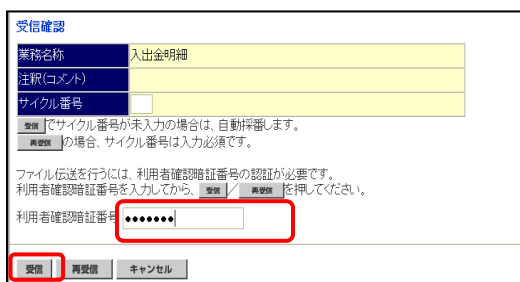 受信確認
業務名称 入出金明細
注釈(コメント)
サイクル番号
受信 でサイクル番号が未入力の場合は、自動採番します。
再受信 の場合、サイクル番号は入力必須です。
ファイル伝送を行うには、利用者確認暗証番号の認証が必要です。
利用者確認暗証番号を入力してから、 受信 / 再受信 を押してください。
利用者確認暗証番号 ●●●●●●●
受信 再受信 キャンセル